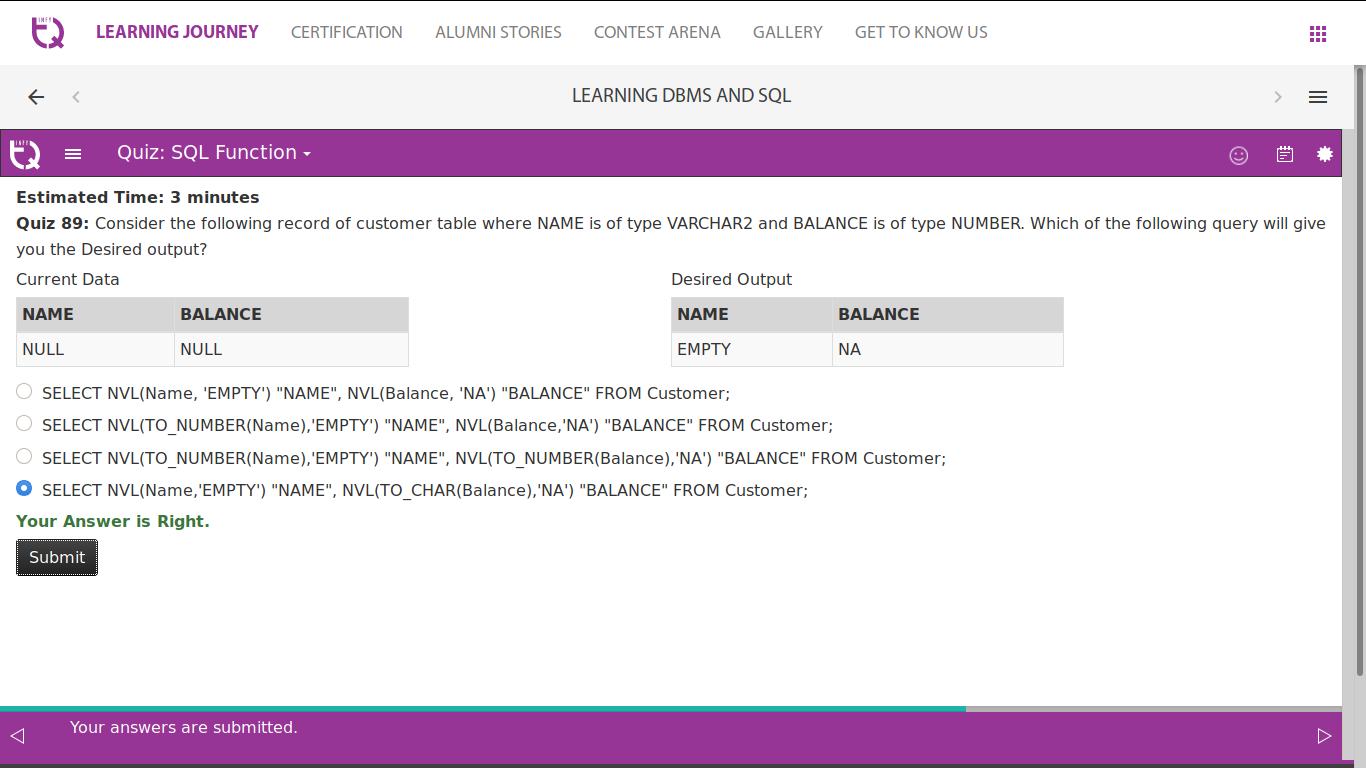 INFY
TQ
LEARNING JOURNEY CERTIFICATION ALUMNI STORIES CONTEST ARENA GALLERY GET TO KNOW US
LEARNING DBMS AND SQL
INFY
TQ
Quiz: SQL Function
Estimated Time: 3 minutes
Quiz 89: Consider the following record of customer table where NAME is of type VARCHAR2 and BALANCE is of type NUMBER. Which of the following query will give
you the Desired output?
Current Data Desired Output
NAME BALANCE NAME BALANCE
NULL NULL EMPTY NA
SELECT NVL(Name, 'EMPTY') "NAME", NVL(Balance, 'NA') "BALANCE" FROM Customer;
SELECT NVL(TO_NUMBER(Name),'EMPTY') "NAME", NVL(Balance,'NA') "BALANCE" FROM Customer;
SELECT NVL(TO_NUMBER(Name),'EMPTY') "NAME", NVL(TO_NUMBER(Balance),'NA') "BALANCE" FROM Customer;
SELECT NVL(Name,'EMPTY') "NAME", NVL(TO_CHAR(Balance),'NA') "BALANCE" FROM Customer;
Your Answer is Right.
Submit
Your answers are submitted.